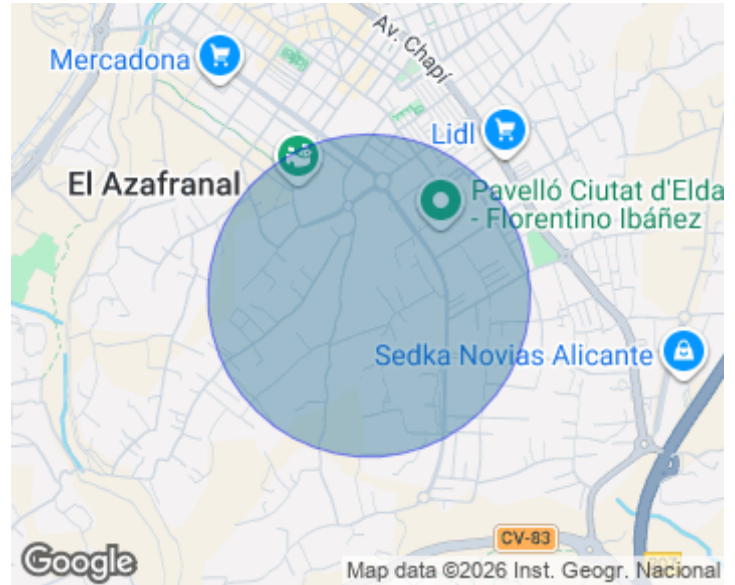 Av. Chapí
Mercadona
Lidl
El Azafranal
Pavelló Ciutat d'Elda
- Florentino Ibáñez
Sedka Novias Alicante
CV-83
Google
Map data ©2026 Inst. Geogr. Nacional